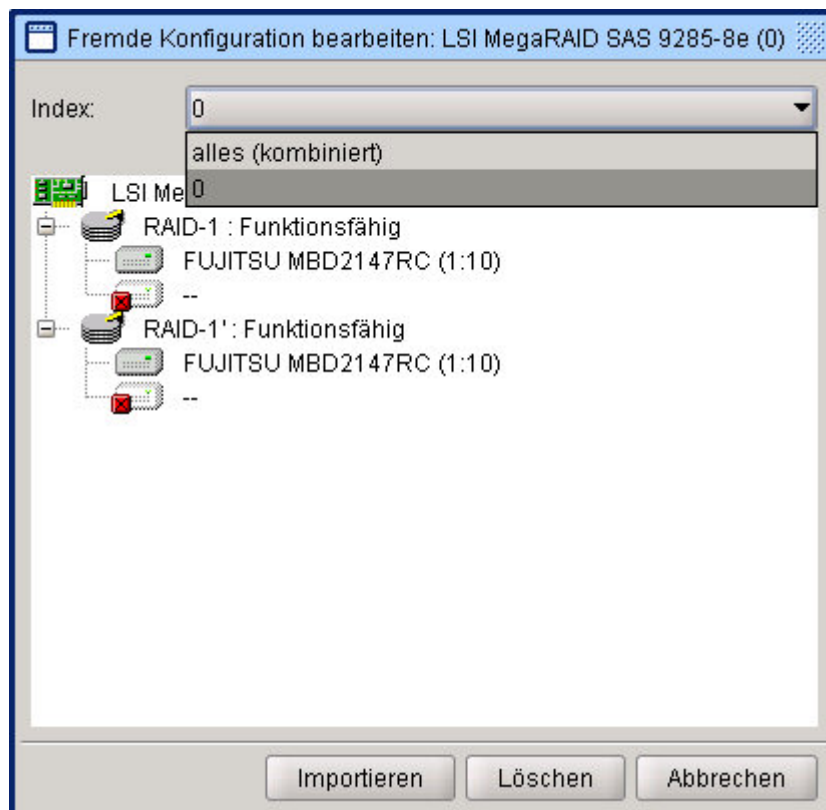 Fremde Konfiguration bearbeiten: LSI MegaRAID SAS 9285-8e (0)
Index: 0
alles (kombiniert)
0
LSI Me
RAID-1 : Funktionsfähig
FUJITSU MBD2147RC (1:10)
--
RAID-1' : Funktionsfähig
FUJITSU MBD2147RC (1:10)
--
Importieren Löschen Abbrechen